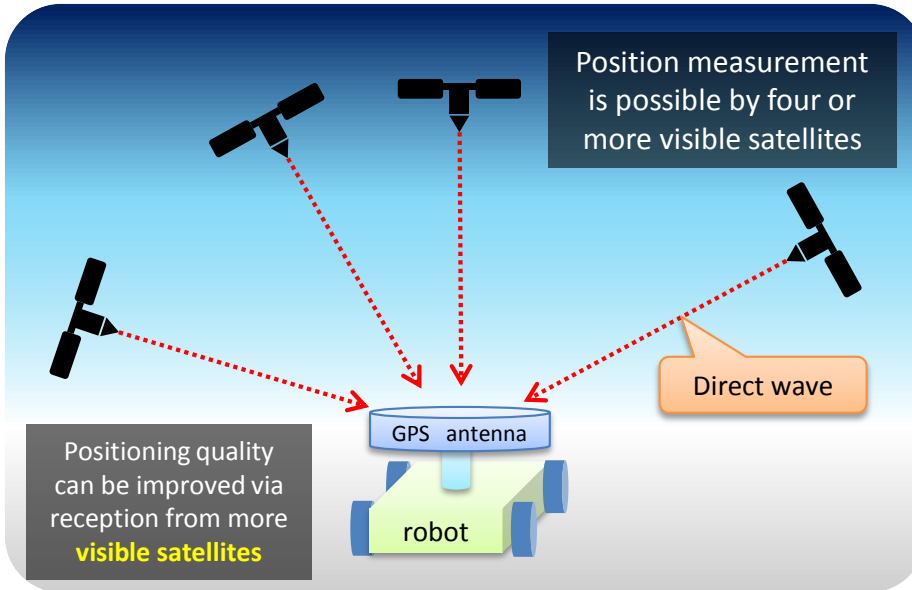 Position measurement
is possible by four or
more visible satellites
Direct wave
GPS antenna
robot
Positioning quality
can be improved via
reception from more
visible satellites